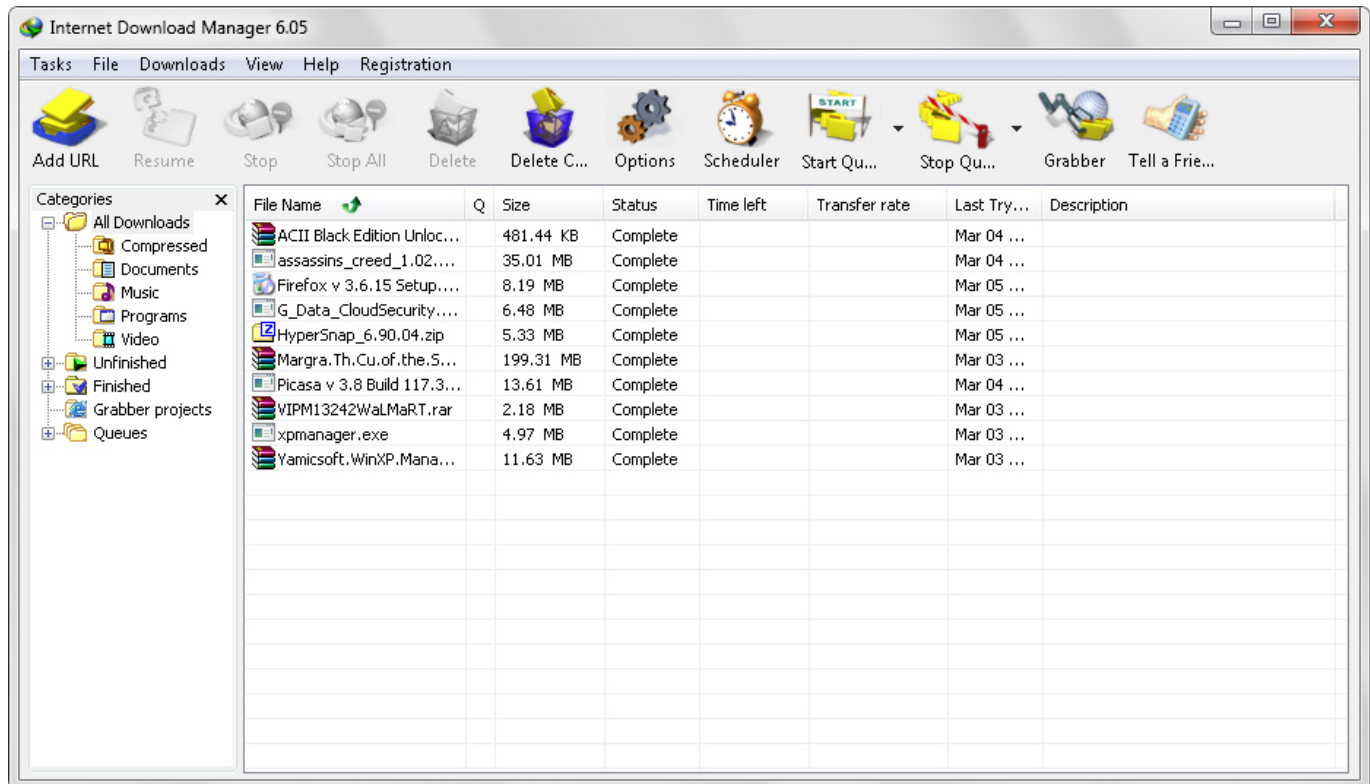 Internet Download Manager 6.05
Tasks File Downloads View Help Registration
Add URL Resume Stop Stop All Delete Delete C... Options Scheduler Start Qu... Stop Qu... Grabber Tell a Frie...
START
Categories
All Downloads
Compressed
Documents
Music
Programs
Video
Unfinished
Finished
Grabber projects
Queues
File Name Q Size Status Time left Transfer rate Last Try... Description
ACII Black Edition Unloc... 481.44 KB Complete Mar 04 ...
assassins_creed_1.02.... 35.01 MB Complete Mar 04 ...
Firefox v 3.6.15 Setup.... 8.19 MB Complete Mar 05 ...
G_Data_CloudSecurity.... 6.48 MB Complete Mar 05 ...
HyperSnap_6.90.04.zip 5.33 MB Complete Mar 05 ...
Margra.Th.Cu.of.the.S... 199.31 MB Complete Mar 03 ...
Picasa v 3.8 Build 117.3... 13.61 MB Complete Mar 04 ...
VIPM13242WaLMaRT.rar 2.18 MB Complete Mar 03 ...
xpmanager.exe 4.97 MB Complete Mar 03 ...
Yamicsoft.WinXP.Mana... 11.63 MB Complete Mar 03 ...